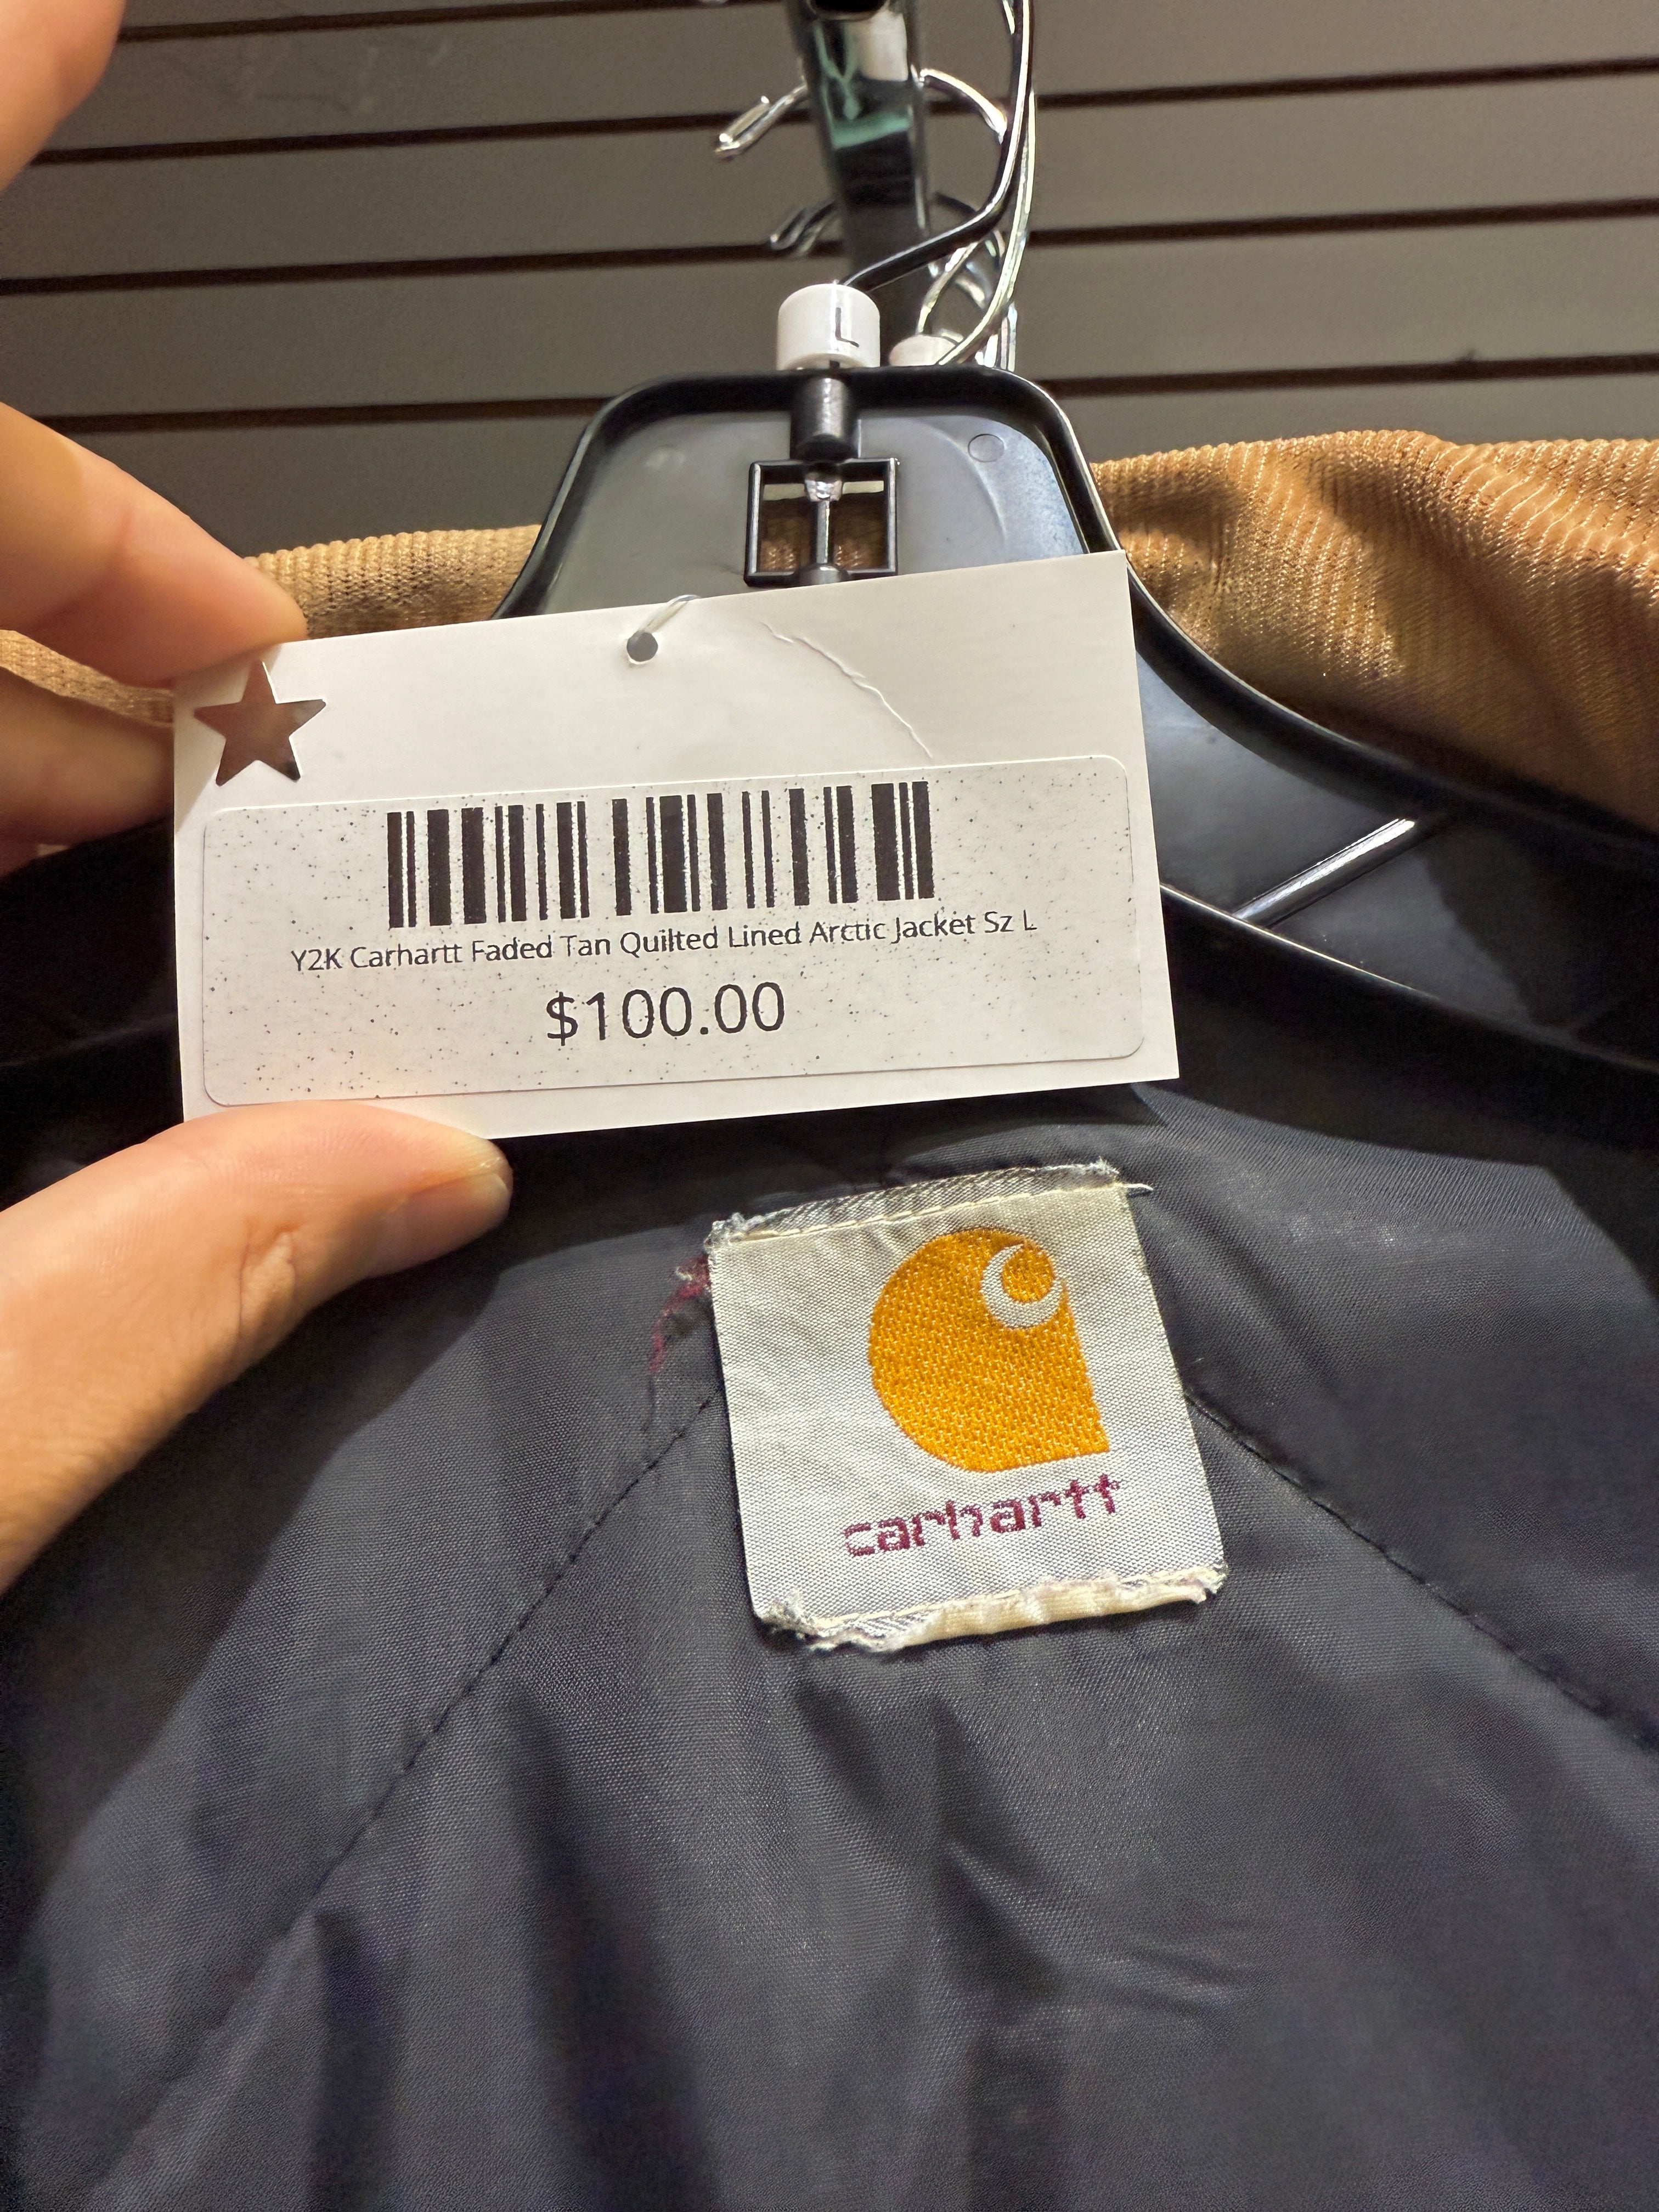 L
Y2K Carhartt Faded Tan Quilted Lined Arctic Jacket Sz L
$100.00
carhartt